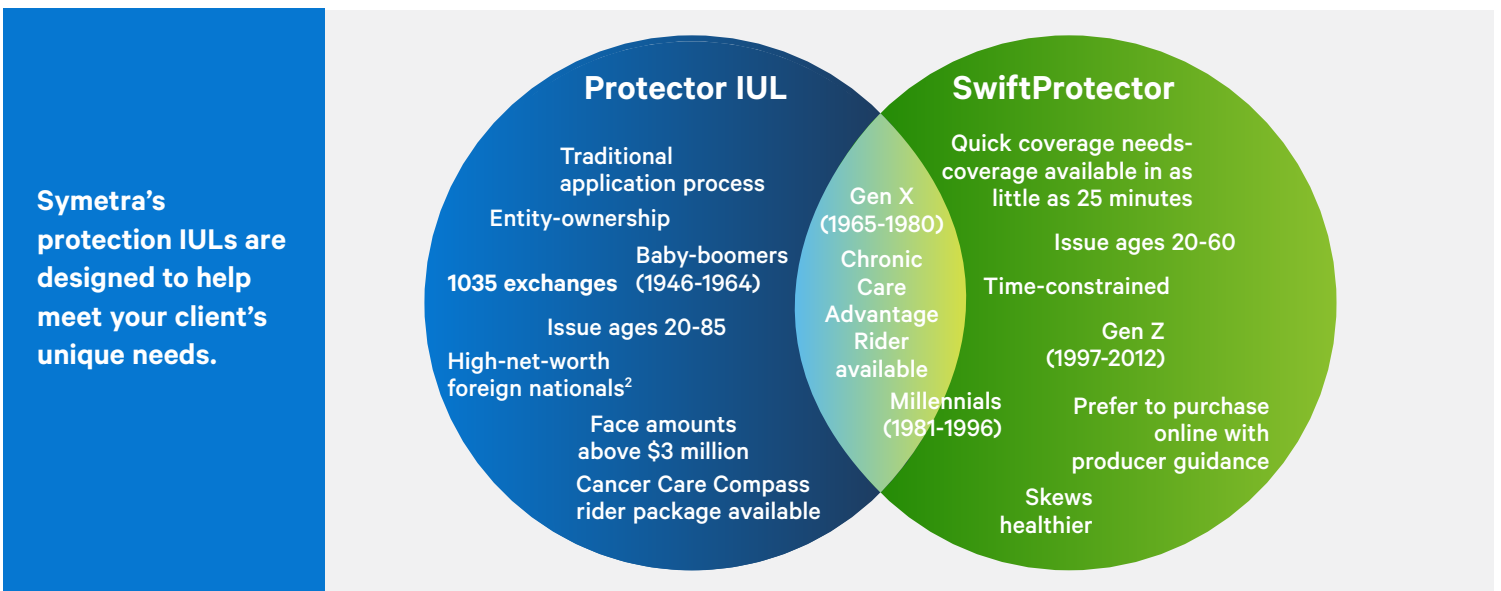 Symetra's
protection IULs are
designed to help
meet your client's
unique needs.
Protector IUL
Traditional
application process
Entity-ownership
Baby-boomers
(1946-1964)
1035 exchanges
Issue ages 20-85
High-net-worth
foreign nationals²
Face amounts
above $3 million
Cancer Care Compass
rider package available
Gen X
(1965-1980)
Chronic
Care
Advantage
Rider
available
Millennials
(1981-1996)
SwiftProtector
Quick coverage needs-
coverage available in as
little as 25 minutes
Issue ages 20-60
Time-constrained
Gen Z
(1997-2012)
Prefer to purchase
online with
producer guidance
Skews
healthier